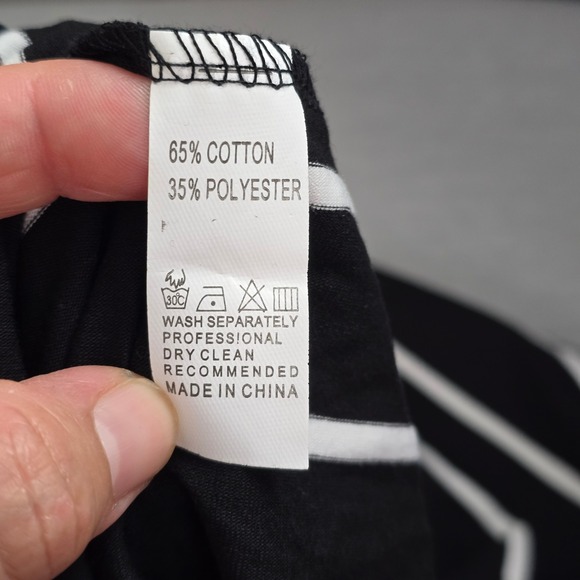 65% COTTON
35% POLYESTER
30°C
WASH SEPARATELY
PROFESSIONAL
DRY CLEAN
RECOMMENDED
MADE IN CHINA